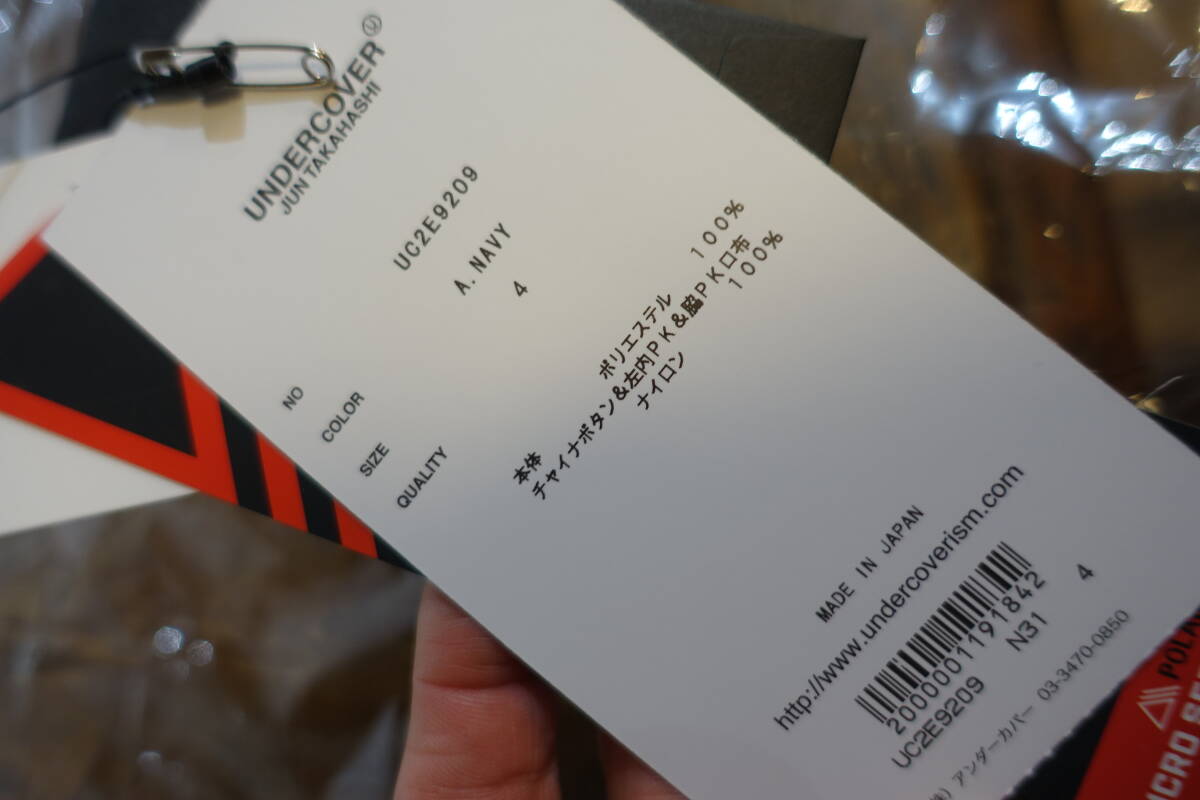 UNDERCOVER
JUN TAKAHASHI
NO UC2E9209
COLOR A. NAVY
SIZE 4
QUALITY
本体 ポリエステル 100%
チャイナボタン&左内PK&脇PK口布
ナイロン 100%
MADE IN JAPAN
http://www.undercoverism.com
2000001191842
UC2E9209 N31 4
アンダーカバー 03-3470-0850